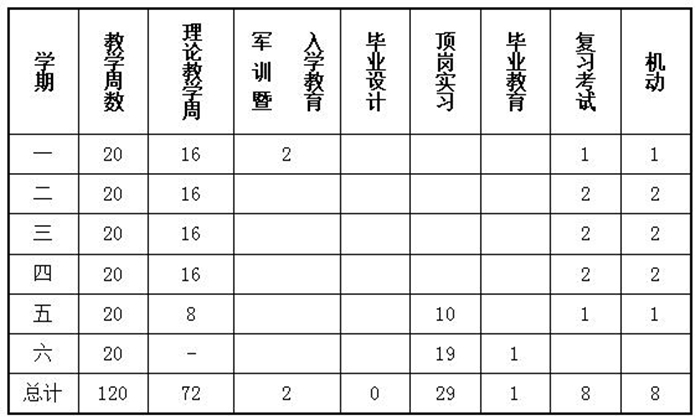 学期 教学周数 理论教学周 军训暨入学教育 毕业设计 顶岗实习 毕业教育 复习考试 机动
一 20 16 2 1 1
二 20 16 2 2
三 20 16 2 2
四 20 16 2 2
五 20 8 10 1 1
六 20 - 19 1
总计 120 72 2 0 29 1 8 8